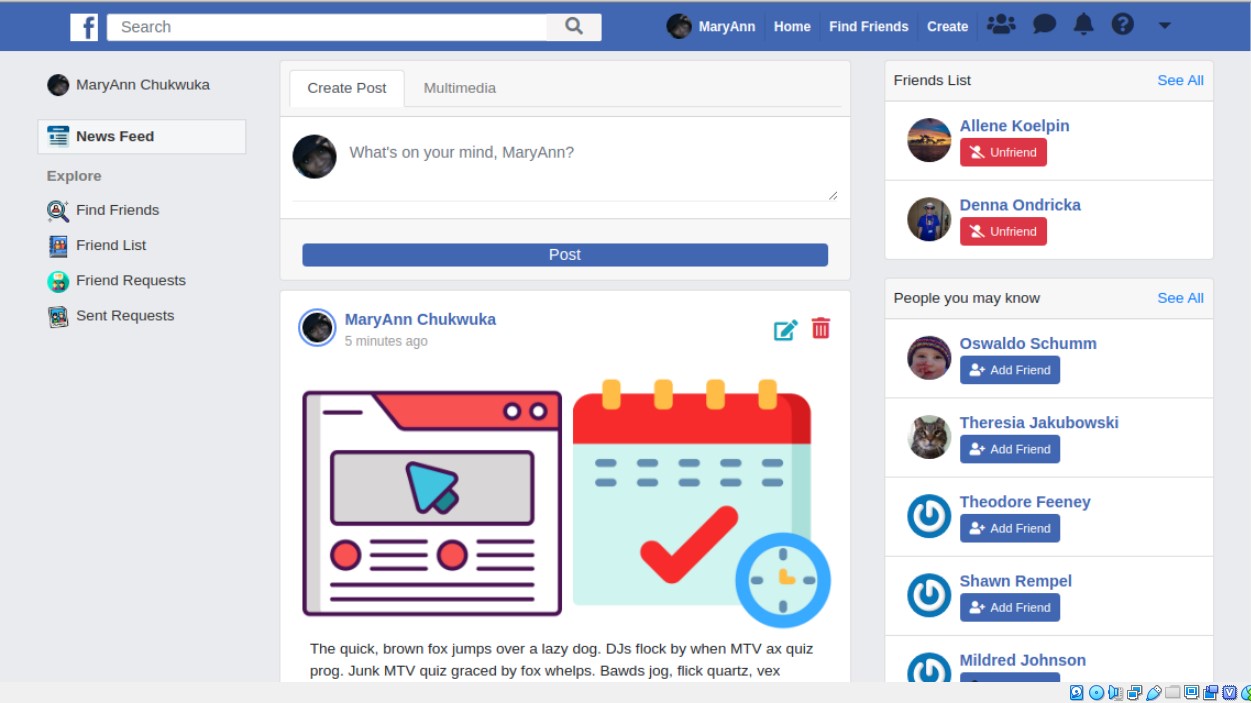 f Search MaryAnn Home Find Friends Create
MaryAnn Chukwuka
News Feed
Explore
Find Friends
Friend List
Friend Requests
Sent Requests
Create Post Multimedia
What's on your mind, MaryAnn?
Post
MaryAnn Chukwuka
5 minutes ago
The quick, brown fox jumps over a lazy dog. DJs flock by when MTV ax quiz
prog. Junk MTV quiz graced by fox whelps. Bawds jog, flick quartz, vex
Friends List See All
Allene Koelpin
Unfriend
Denna Ondricka
Unfriend
People you may know See All
Oswaldo Schumm
Add Friend
Theresia Jakubowski
Add Friend
Theodore Feeney
Add Friend
Shawn Rempel
Add Friend
Mildred Johnson